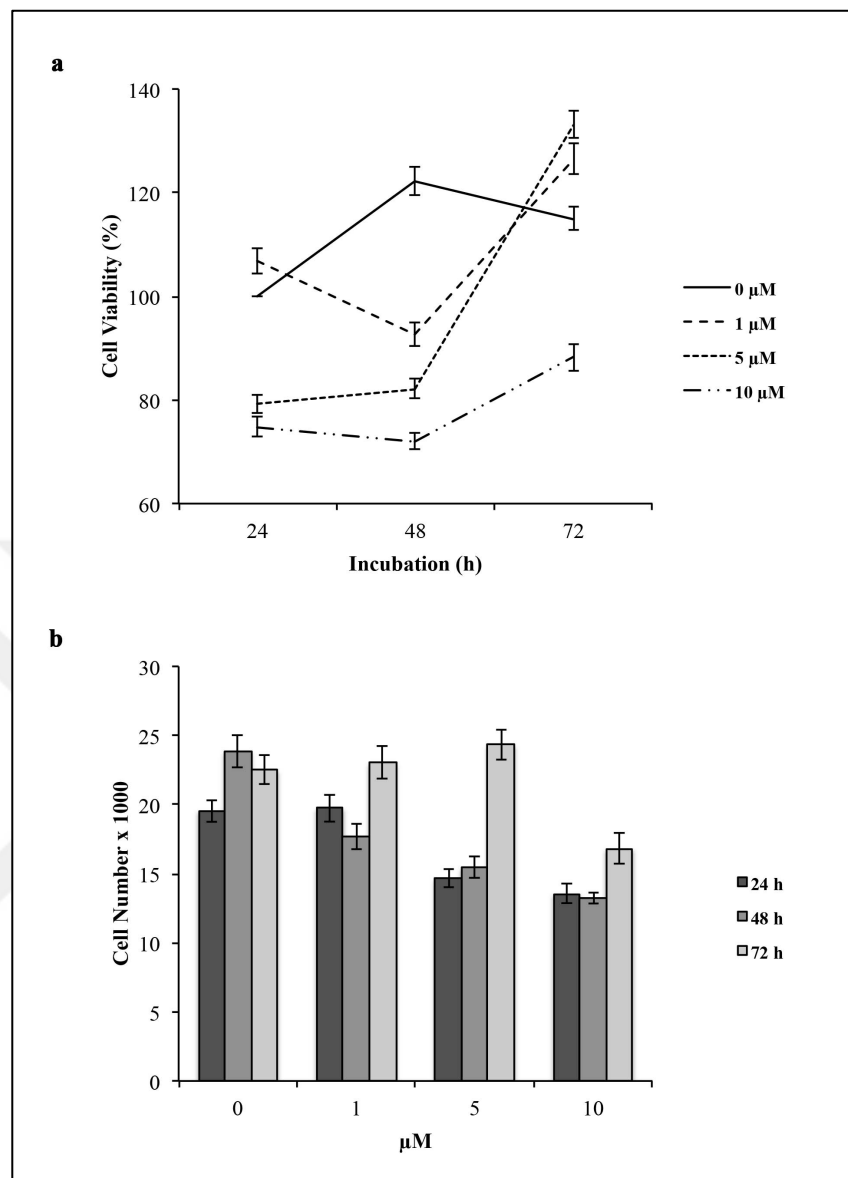 a
140
120
100
80
60
Cell Viability (%)
24 48 72
Incubation (h)
0 µM
1 µM
5 µM
10 µM
b
30
25
20
15
10
5
0
Cell Number x 1000
0 1 5 10
µM
24 h
48 h
72 h